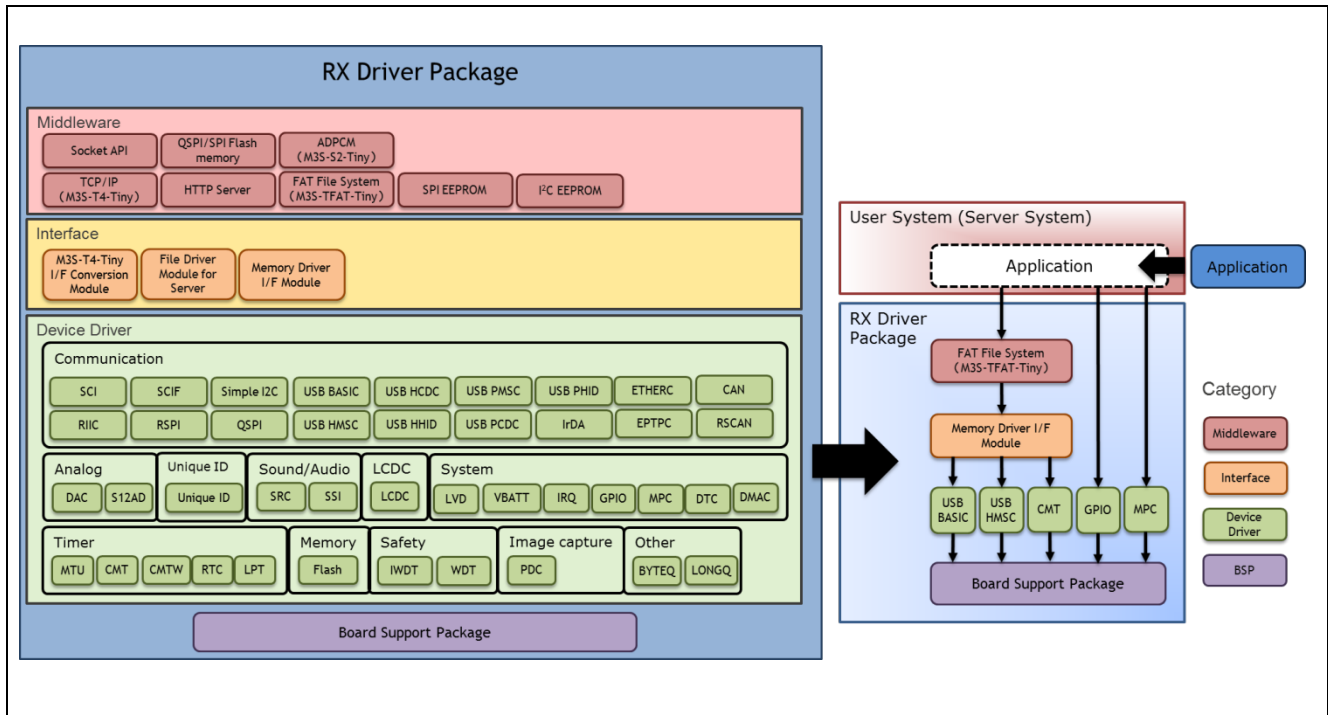 RX Driver Package
Middleware
Socket API
QSPI/SPI Flash
memory
ADPCM
(M3S-S2-Tiny)
TCP/IP
(M3S-T4-Tiny)
HTTP Server
FAT File System
(M3S-TFAT-Tiny)
SPI EEPROM
I²C EEPROM
Interface
M3S-T4-Tiny
I/F Conversion
Module
File Driver
Module for
Server
Memory Driver
I/F Module
Device Driver
Communication
SCI
SCIF
Simple I2C
USB BASIC
USB HCDC
USB PMSC
USB PHID
ETHERC
CAN
RIIC
RSPI
QSPI
USB HMSC
USB HHID
USB PCDC
IrDA
EPTPC
RSCAN
Analog
DAC
S12AD
Unique ID
Unique ID
Sound/Audio
SRC
SSI
LCDC
LCDC
System
LVD
VBATT
IRQ
GPIO
MPC
DTC
DMAC
Timer
MTU
CMT
CMTW
RTC
LPT
Memory
Flash
Safety
IWDT
WDT
Image capture
PDC
Other
BYTEQ
LONGQ
Board Support Package
User System (Server System)
Application
Application
RX Driver
Package
FAT File System
(M3S-TFAT-Tiny)
Memory Driver I/F
Module
USB
BASIC
USB
HMSC
CMT
GPIO
MPC
Board Support Package
Category
Middleware
Interface
Device
Driver
BSP